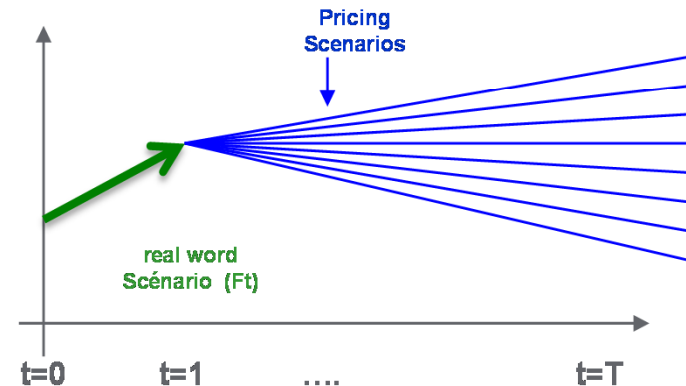 Pricing
Scenarios
real word
Scénario (Ft)
t=0 t=1 .... t=T